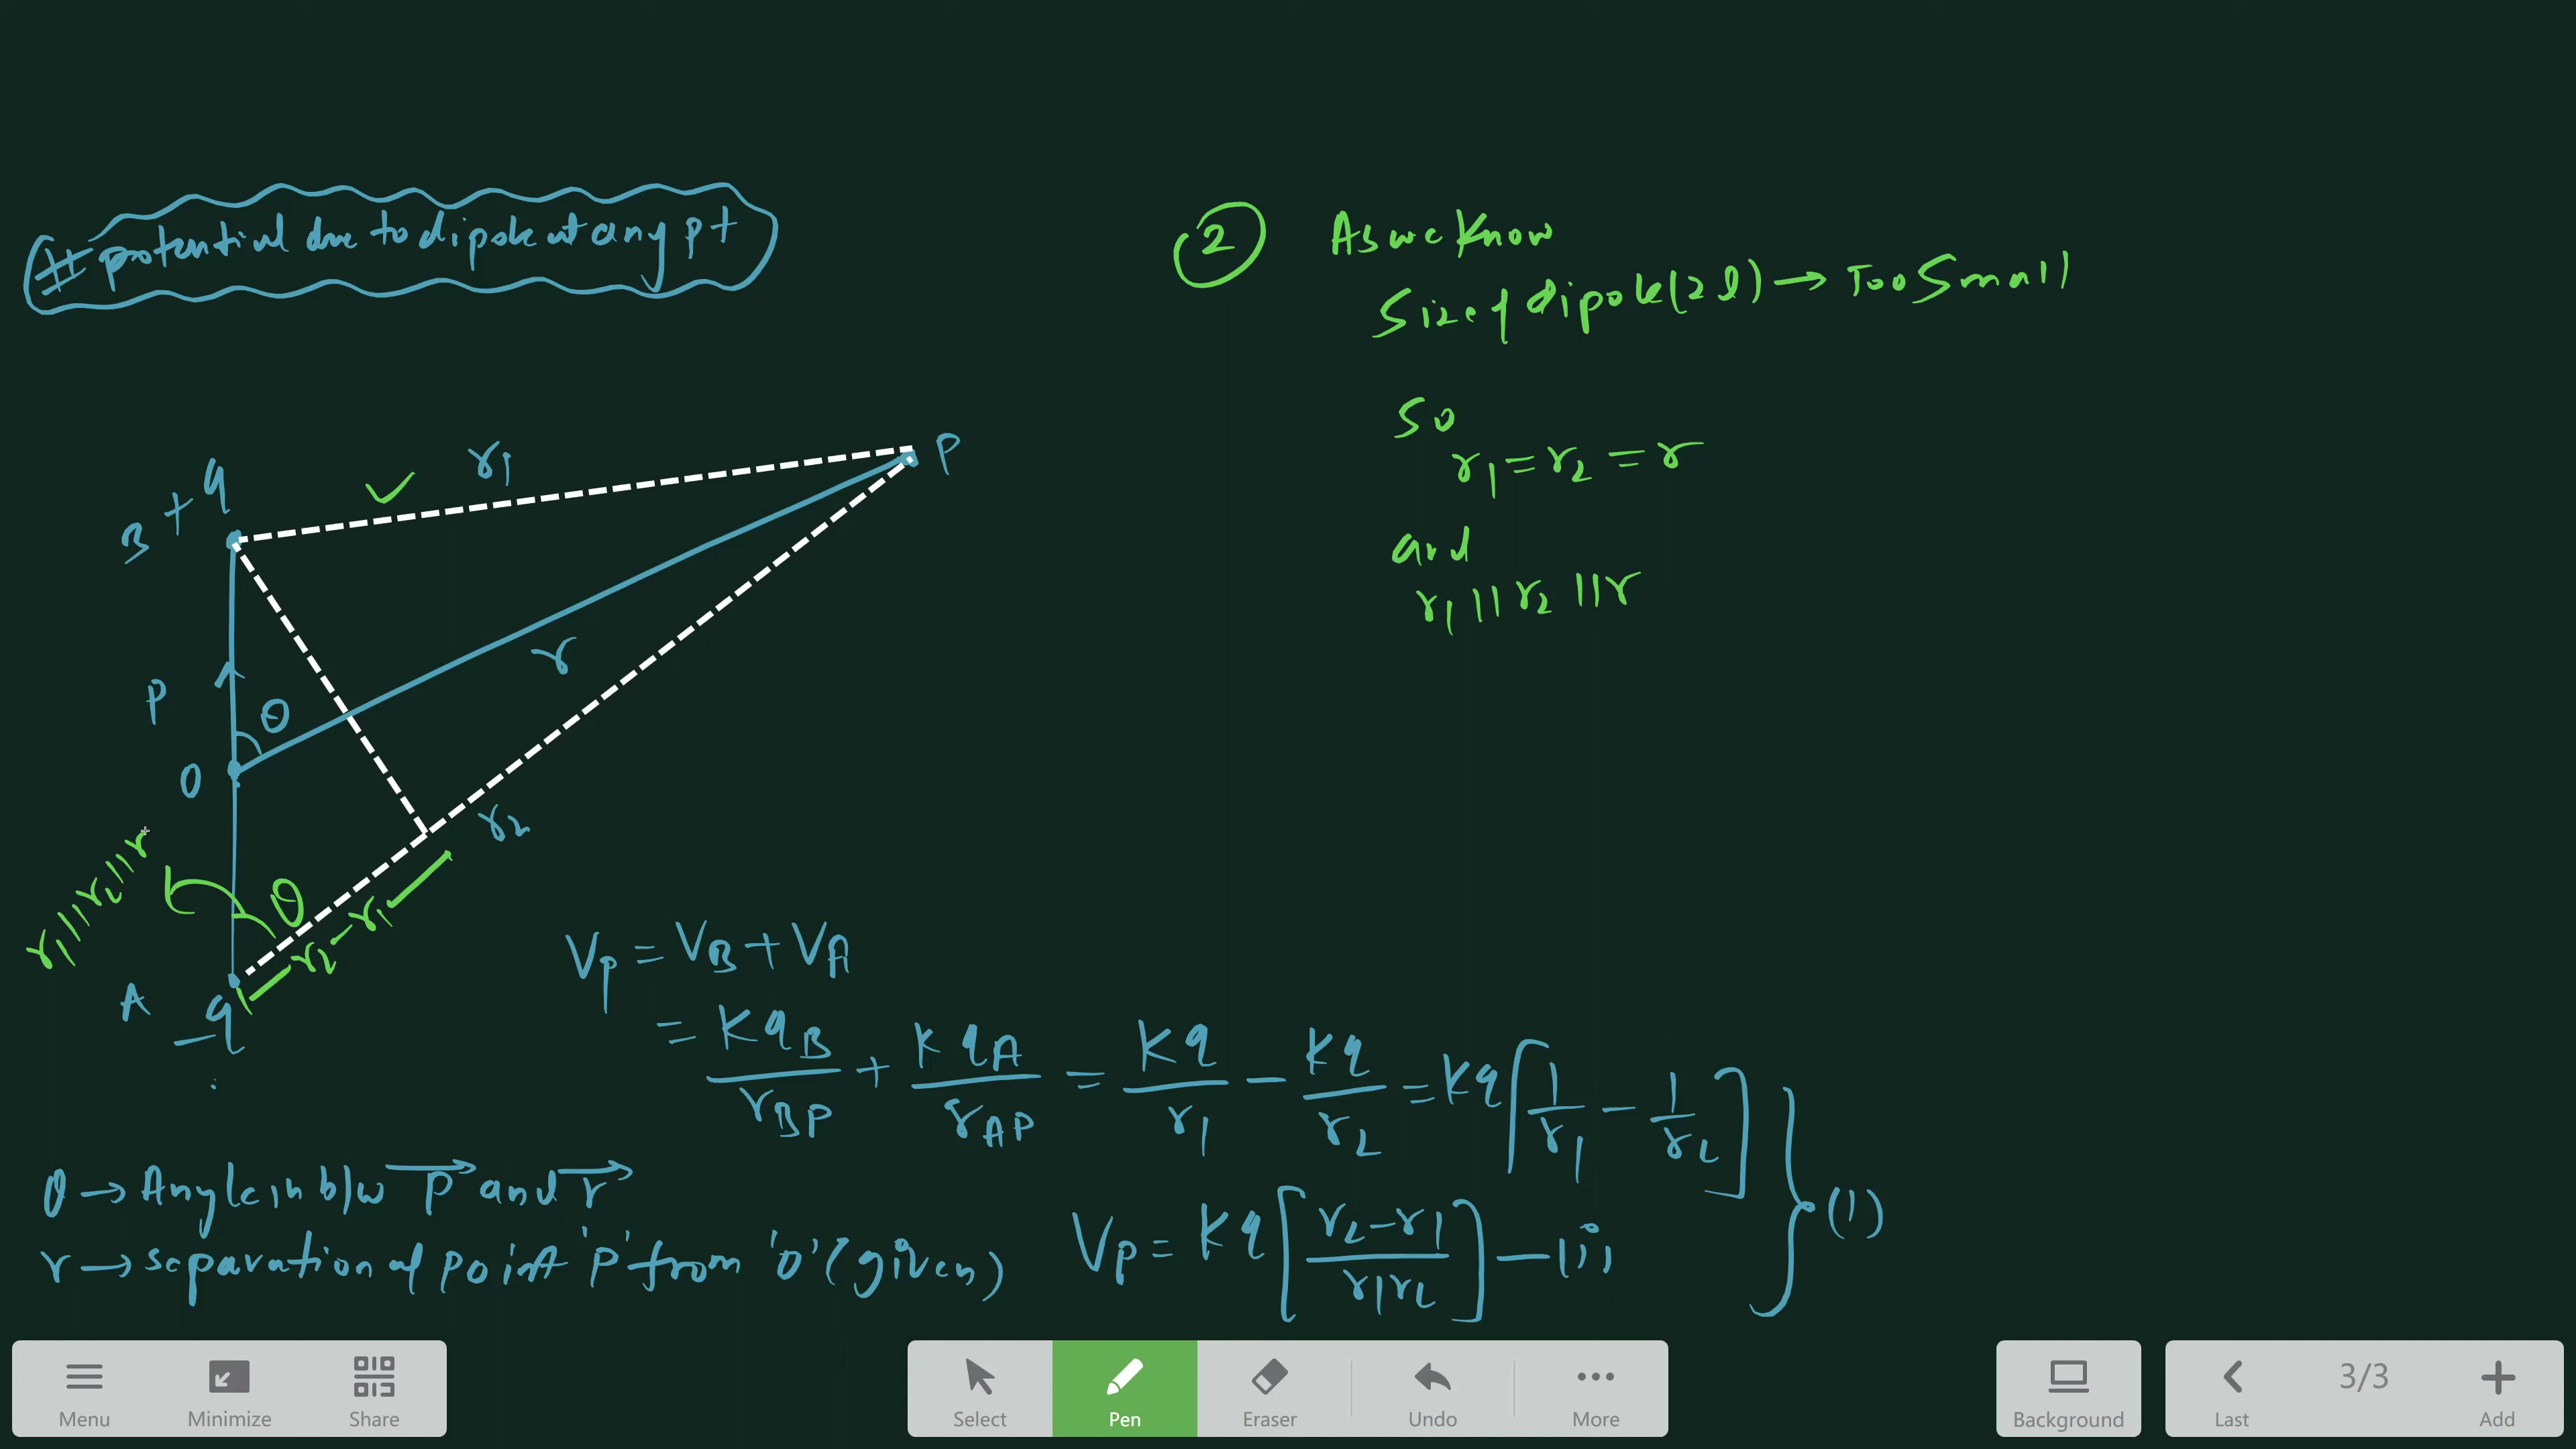 # potential due to dipole at any pt
r1
P
B +q
r
P
θ
O
r2
r1||r2||r
θ
r2-r1
A -q
Vp = VB + VA
= KqB/rBP + KqA/rAP = Kq/r1 - Kq/r2 = Kq[1/r1 - 1/r2]
θ → Angle in b/w P and r
r → separation of point 'P' from 'O' (given)
Vp = Kq[r2-r1/r1r2] — (i)
(1)
2 As we know
Size of dipole (2l) → Too Small
So
r1 = r2 = r
and
r1 || r2 || r
Menu
Minimize
Share
Select
Pen
Eraser
Undo
More
Background
Last
3/3
Add